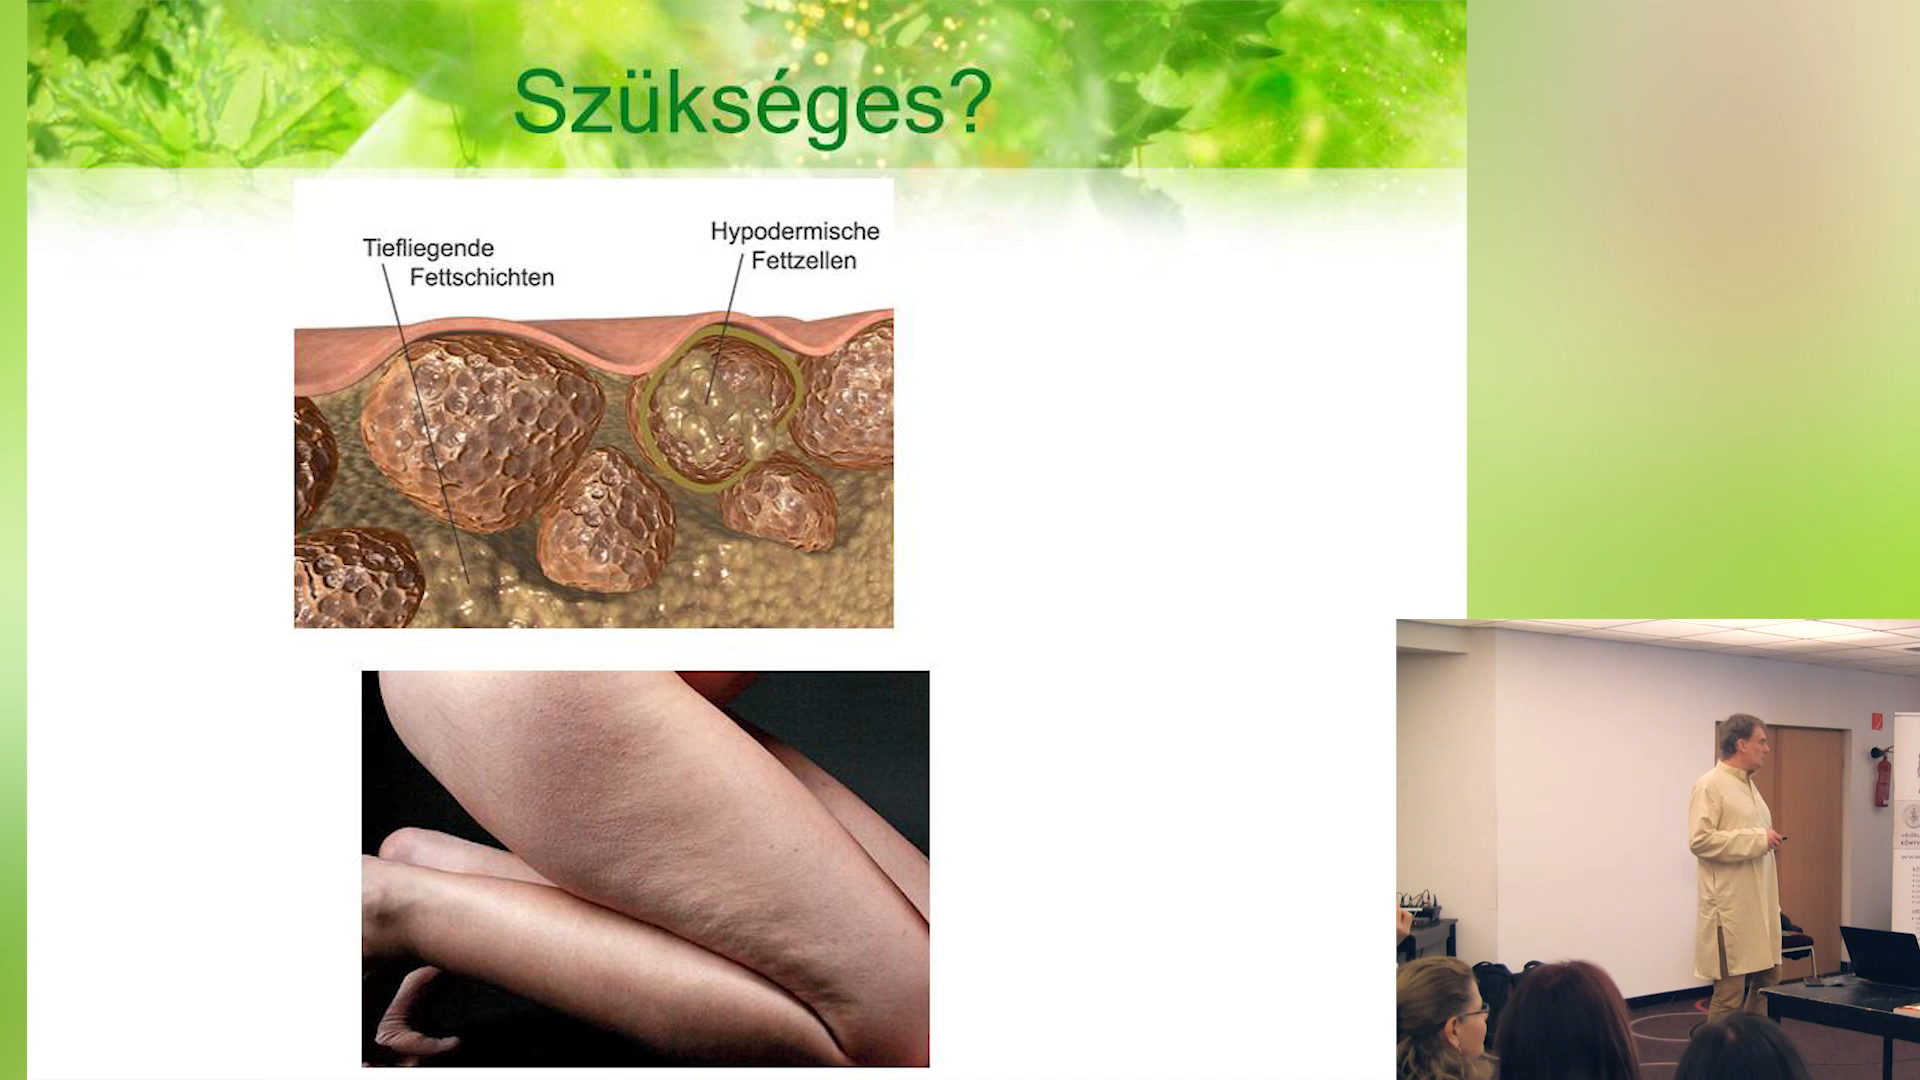 Szükséges?
Tiefliegende
Fettschichten
Hypodermische
Fettzellen